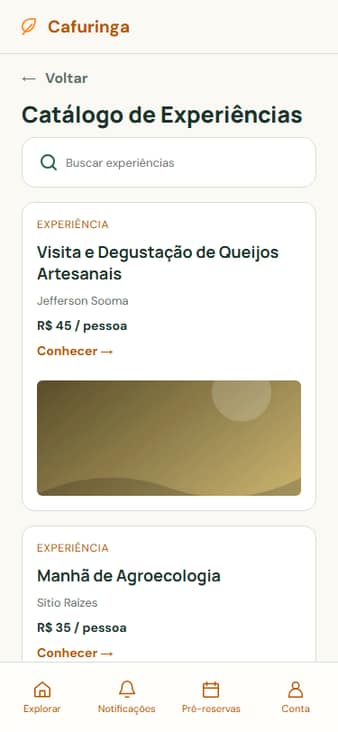 Cafuringa
← Voltar
Catálogo de Experiências
Buscar experiências
EXPERIÊNCIA
Visita e Degustação de Queijos
Artesanais
Jefferson Sooma
R$ 45 / pessoa
Conhecer →
EXPERIÊNCIA
Manhã de Agroecologia
Sítio Raízes
R$ 35 / pessoa
Conhecer →
Explorar Notificações Pré-reservas Conta